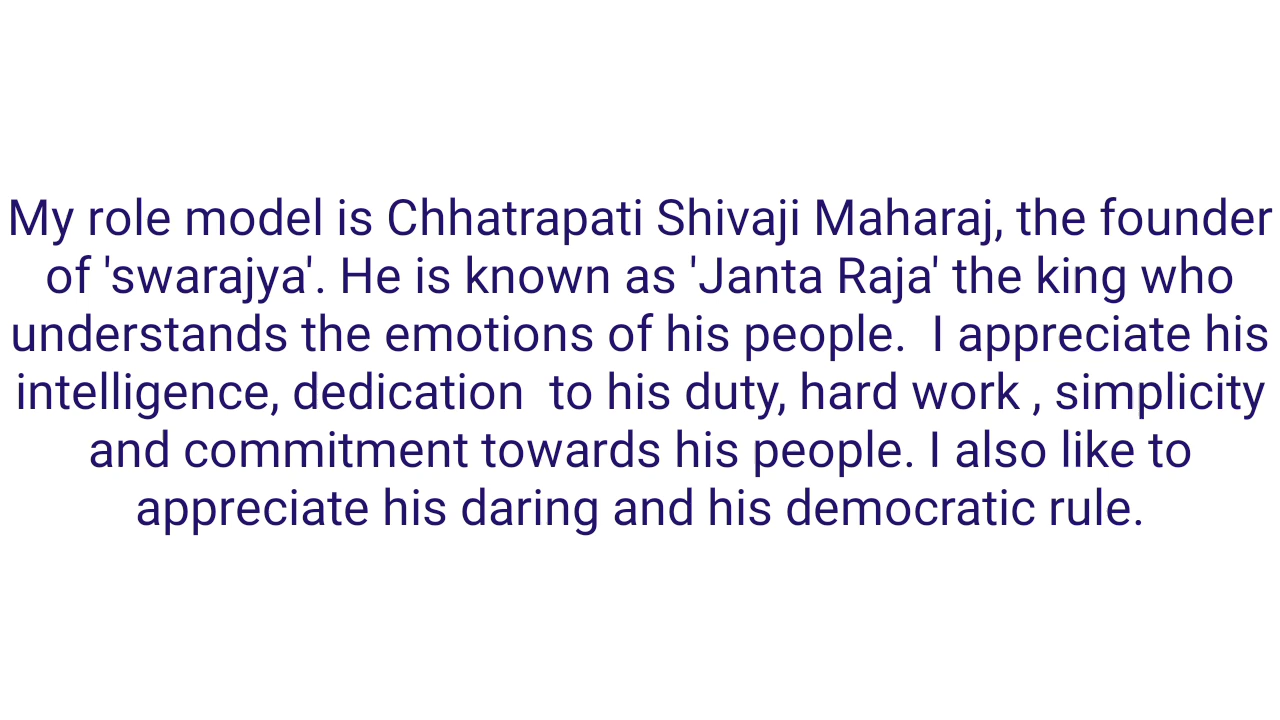 My role model is Chhatrapati Shivaji Maharaj, the founder
of 'swarajya'. He is known as 'Janta Raja' the king who
understands the emotions of his people.  I appreciate his
intelligence, dedication  to his duty, hard work , simplicity
and commitment towards his people. I also like to
appreciate his daring and his democratic rule.